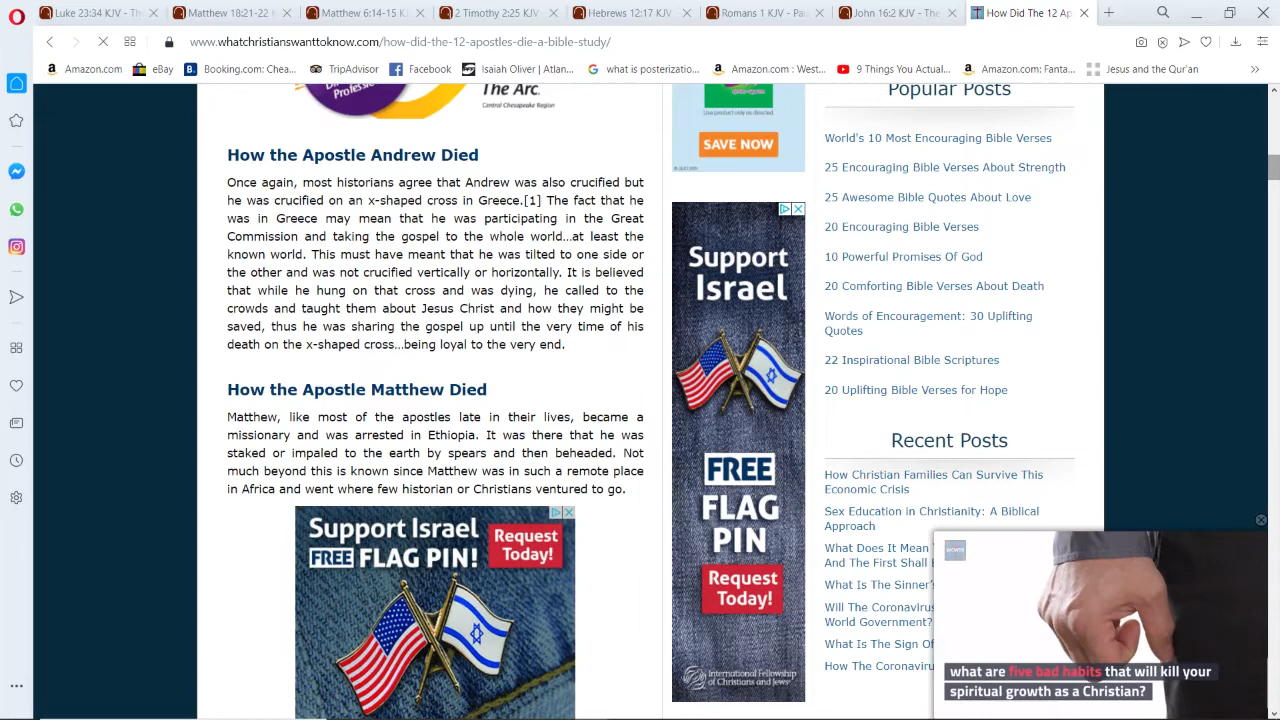 Luke 23:34 KJV -
Matthew 18:21-22
Matthew 6:14-15 KJ
2 Timothy 2:25 KJV -
Hebrews 12:17 KJV
Romans 1 KJV - Pa
John 16:2 KJV - The
How Did The 12 Ap
www.whatchristianswanttoknow.com/how-did-the-12-apostles-die-a-bible-study/
Amazon.com
eBay
Booking.com: Chea...
TripAdvisor
Facebook
Isaiah Oliver | Atlan...
what is posterizatio...
Amazon.com : West...
9 Things You Actual...
Amazon.com: Fanta...
Jesus and the Qur'an
Profession
The Arc.
Central Chesapeake Region
How the Apostle Andrew Died
Once again, most historians agree that Andrew was also crucified but
he was crucified on an x-shaped cross in Greece.[1] The fact that he
was in Greece may mean that he was participating in the Great
Commission and taking the gospel to the whole world...at least the
known world. This must have meant that he was tilted to one side or
the other and was not crucified vertically or horizontally. It is believed
that while he hung on that cross and was dying, he called to the
crowds and taught them about Jesus Christ and how they might be
saved, thus he was sharing the gospel up until the very time of his
death on the x-shaped cross...being loyal to the very end.
How the Apostle Matthew Died
Matthew, like most of the apostles late in their lives, became a
missionary and was arrested in Ethiopia. It was there that he was
staked or impaled to the earth by spears and then beheaded. Not
much beyond this is known since Matthew was in such a remote place
in Africa and went where few historian or Christians ventured to go.
Support Israel
FREE FLAG PIN!
Request
Today!
Use product only as directed.
SAVE NOW
Support
Israel
FREE
FLAG
PIN
Request
Today!
International Fellowship
of Christians and Jews
Popular Posts
World's 10 Most Encouraging Bible Verses
25 Encouraging Bible Verses About Strength
25 Awesome Bible Quotes About Love
20 Encouraging Bible Verses
10 Powerful Promises Of God
20 Comforting Bible Verses About Death
Words of Encouragement: 30 Uplifting
Quotes
22 Inspirational Bible Scriptures
20 Uplifting Bible Verses for Hope
Recent Posts
How Christian Families Can Survive This
Economic Crisis
Sex Education in Christianity: A Biblical
Approach
What Does It Mean
And The First Shall
What Is The Sinner'
Will The Coronavirus
World Government?
What Is The Sign Of
How The Coronaviru
WCWTK
what are five bad habits that will kill your
spiritual growth as a Christian?